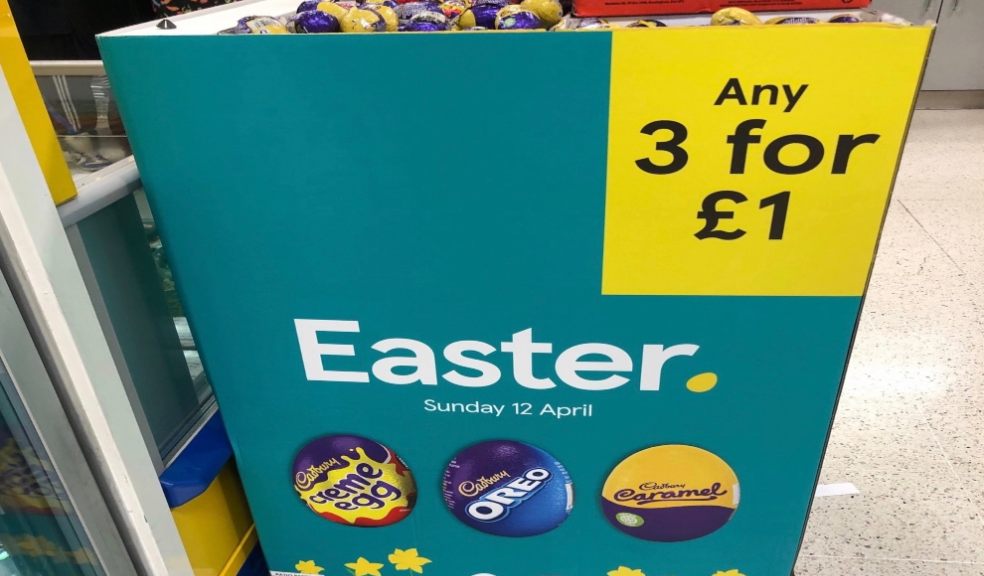 Any
3 for
£1
Easter.
Sunday 12 April
Cadbury
creme
egg
Cadbury
OREO
Cadbury
Caramel